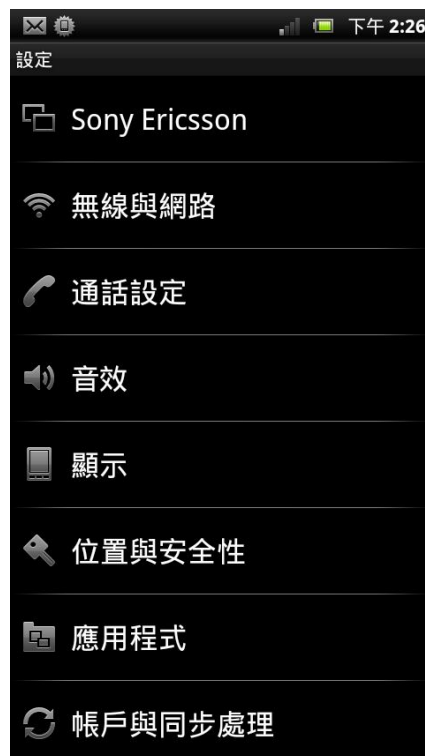 下午 2:26
設定
Sony Ericsson
無線與網路
通話設定
音效
顯示
位置與安全性
應用程式
帳戶與同步處理